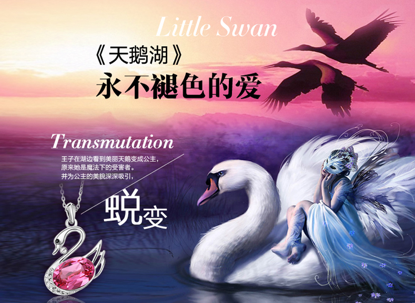 Little Swan
《天鹅湖》
永不褪色的爱
Transmutation
王子在湖边看到美丽天鹅变成公主,
原来她是魔法下的受害者。
并为公主的美貌深深吸引,
蜕变